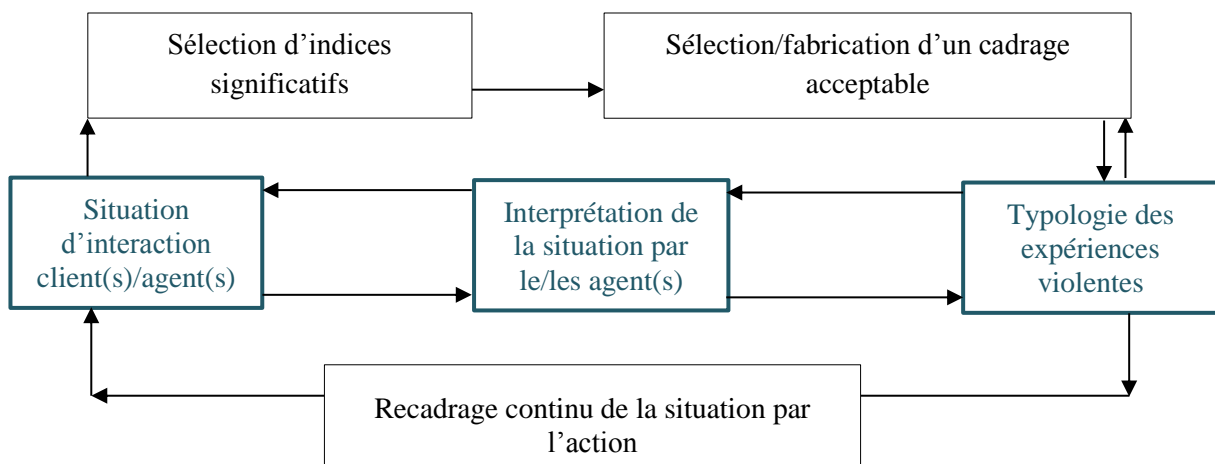 Sélection d’indices
significatifs
Sélection/fabrication d’un cadrage
acceptable
Situation
d’interaction
client(s)/agent(s)
Interprétation de
la situation par
le/les agent(s)
Typologie des
expériences
violentes
Recadrage continu de la situation par
l’action